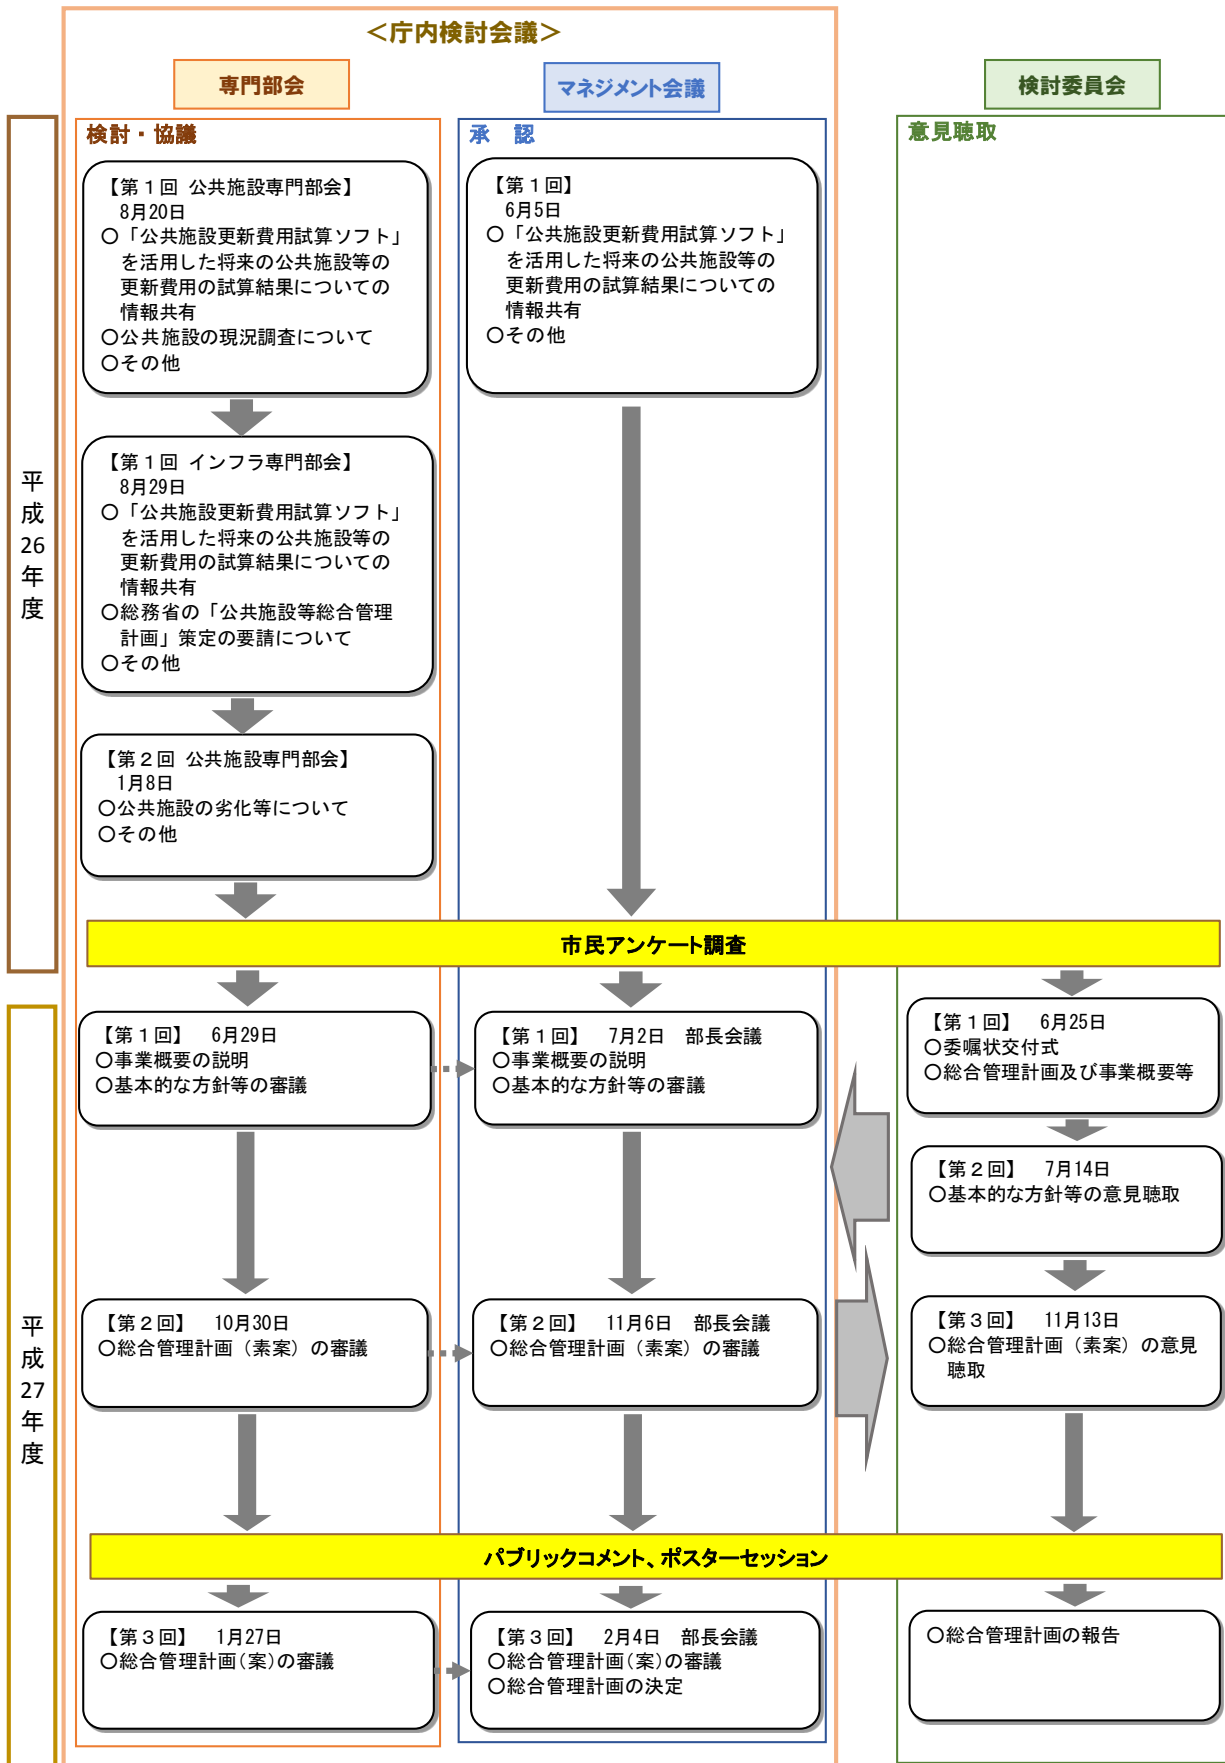 ＜庁内検討会議＞
専門部会
マネジメント会議
検討委員会
平成26年度
検討・協議
【第１回 公共施設専門部会】
8月20日
○「公共施設更新費用試算ソフト」
を活用した将来の公共施設等の
更新費用の試算結果についての
情報共有
○公共施設の現況調査について
○その他
【第１回 インフラ専門部会】
8月29日
○「公共施設更新費用試算ソフト」
を活用した将来の公共施設等の
更新費用の試算結果についての
情報共有
○総務省の「公共施設等総合管理
計画」策定の要請について
○その他
【第２回 公共施設専門部会】
1月8日
○公共施設の劣化等について
○その他
承　認
【第１回】
6月5日
○「公共施設更新費用試算ソフト」
を活用した将来の公共施設等の
更新費用の試算結果についての
情報共有
○その他
意見聴取
市民アンケート調査
平成27年度
【第１回】　6月29日
○事業概要の説明
○基本的な方針等の審議
【第１回】　7月2日　部長会議
○事業概要の説明
○基本的な方針等の審議
【第１回】　6月25日
○委嘱状交付式
○総合管理計画及び事業概要等
【第２回】　7月14日
○基本的な方針等の意見聴取
【第２回】　10月30日
○総合管理計画（素案）の審議
【第２回】　11月6日　部長会議
○総合管理計画（素案）の審議
【第３回】　11月13日
○総合管理計画（素案）の意見
聴取
パブリックコメント、ポスターセッション
【第３回】　1月27日
○総合管理計画(案)の審議
【第３回】　2月4日　部長会議
○総合管理計画(案)の審議
○総合管理計画の決定
○総合管理計画の報告